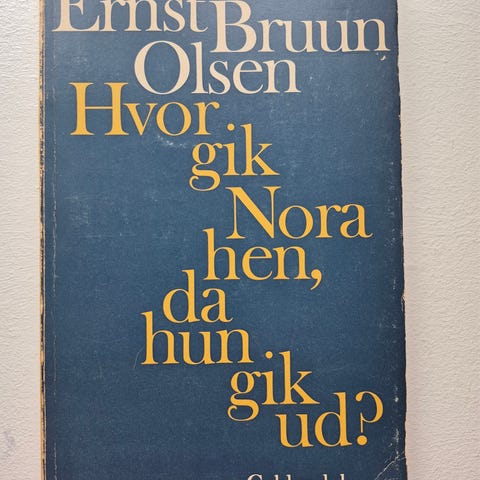 Ernst Bruun
Olsen
Hvor
gik
Nora
hen,
da
hun
gik
ud?